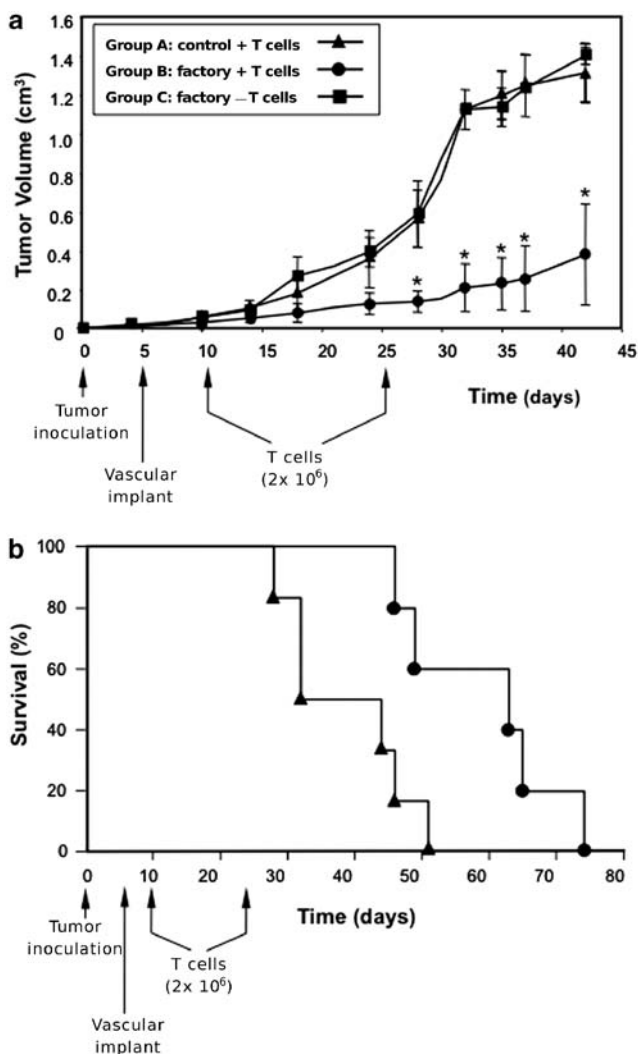 a
Group A: control + T cells
Group B: factory + T cells
Group C: factory – T cells
Tumor Volume (cm³)
1.6
1.4
1.2
1.0
0.8
0.6
0.4
0.2
0
* * * * * *
0 5 10 15 20 25 30 35 40 45
Time (days)
Tumor
inoculation
Vascular
implant
T cells
(2x 10⁶)
b
Survival (%)
100
80
60
40
20
0
0 10 20 30 40 50 60 70 80
Time (days)
Tumor
inoculation
T cells
(2x 10⁶)
Vascular
implant